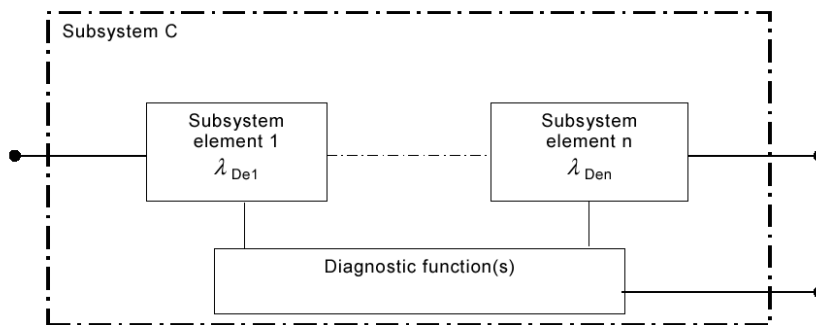 Subsystem C
Subsystem
element 1
λ De1
Subsystem
element n
λ Den
Diagnostic function(s)